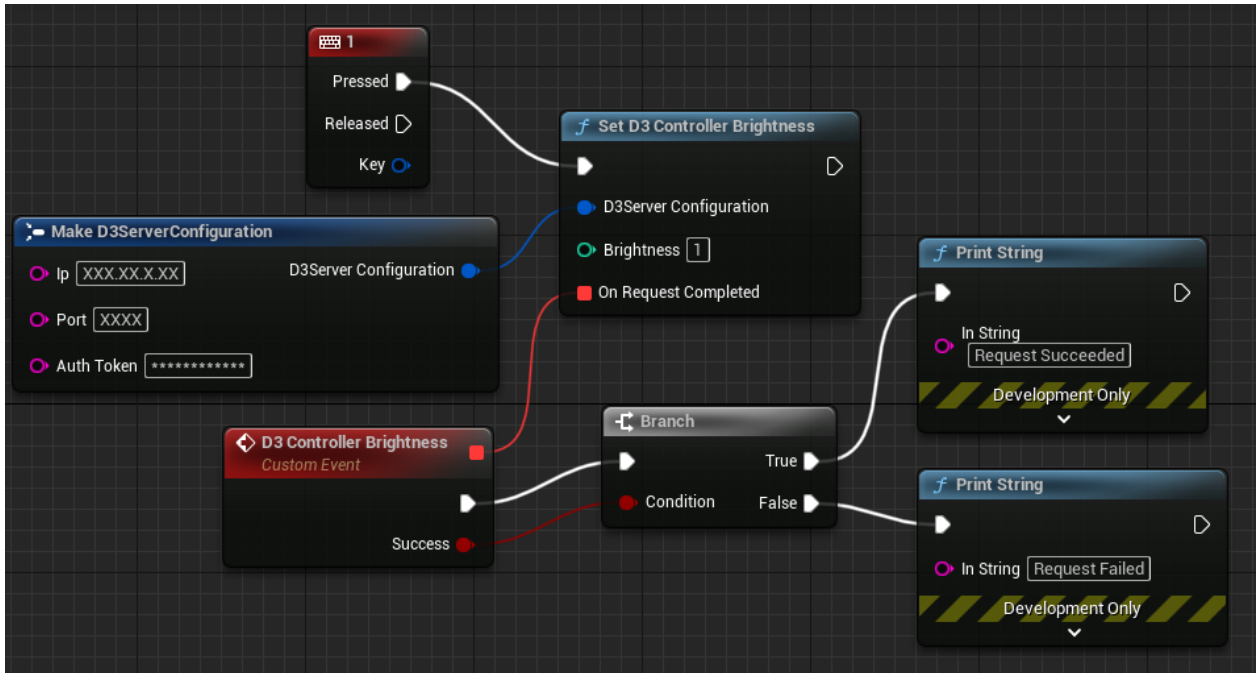 1
Pressed
Released
Key
Set D3 Controller Brightness
D3Server Configuration
Brightness 1
On Request Completed
Make D3ServerConfiguration
Ip XXX.XX.X.XX
D3Server Configuration
Port XXXX
Auth Token ************
Print String
In String
Request Succeeded
Development Only
D3 Controller Brightness
Custom Event
Success
Branch
True
Condition
False
Print String
In String Request Failed
Development Only